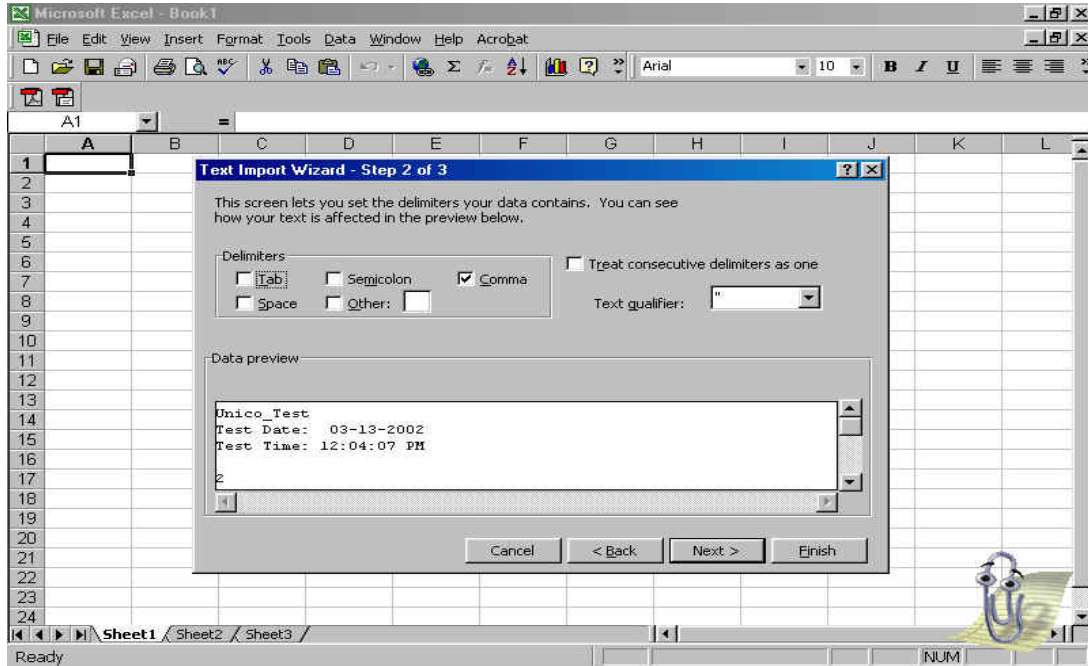 Microsoft Excel - Book1
File Edit View Insert Format Tools Data Window Help Acrobat
ABC Σ fx Arial 10 B I U
A1 =
A B C D E F G H I J K L
1
2
3
4
5
6
7
8
9
10
11
12
13
14
15
16
17
18
19
20
21
22
23
24
Text Import Wizard - Step 2 of 3
This screen lets you set the delimiters your data contains. You can see
how your text is affected in the preview below.
Delimiters
Tab Semicolon Comma
Space Other:
Treat consecutive delimiters as one
Text qualifier: "
Data preview
Unico_Test
Test Date: 03-13-2002
Test Time: 12:04:07 PM
2
Cancel < Back Next > Finish
Sheet1 Sheet2 Sheet3
Ready NUM